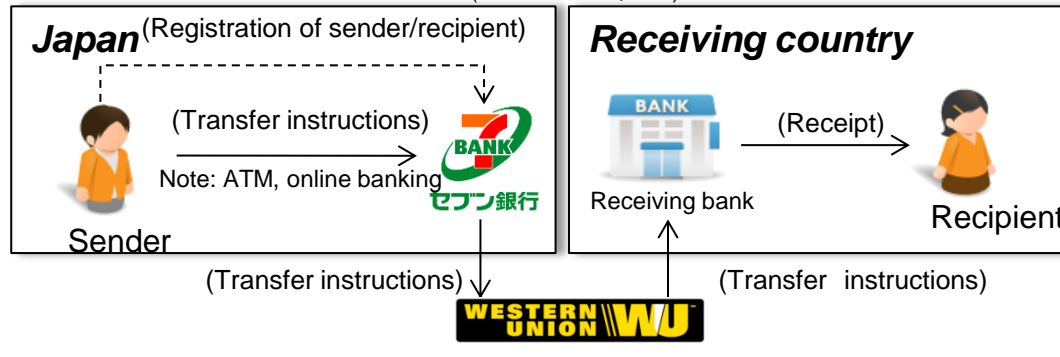 Japan
(Registration of sender/recipient)
(Transfer instructions)
Note: ATM, online banking
7
BANK
セブン銀行
Sender
Receiving country
BANK
(Receipt)
Receiving bank
Recipient
(Transfer instructions)
(Transfer instructions)
WESTERN
UNION
WU